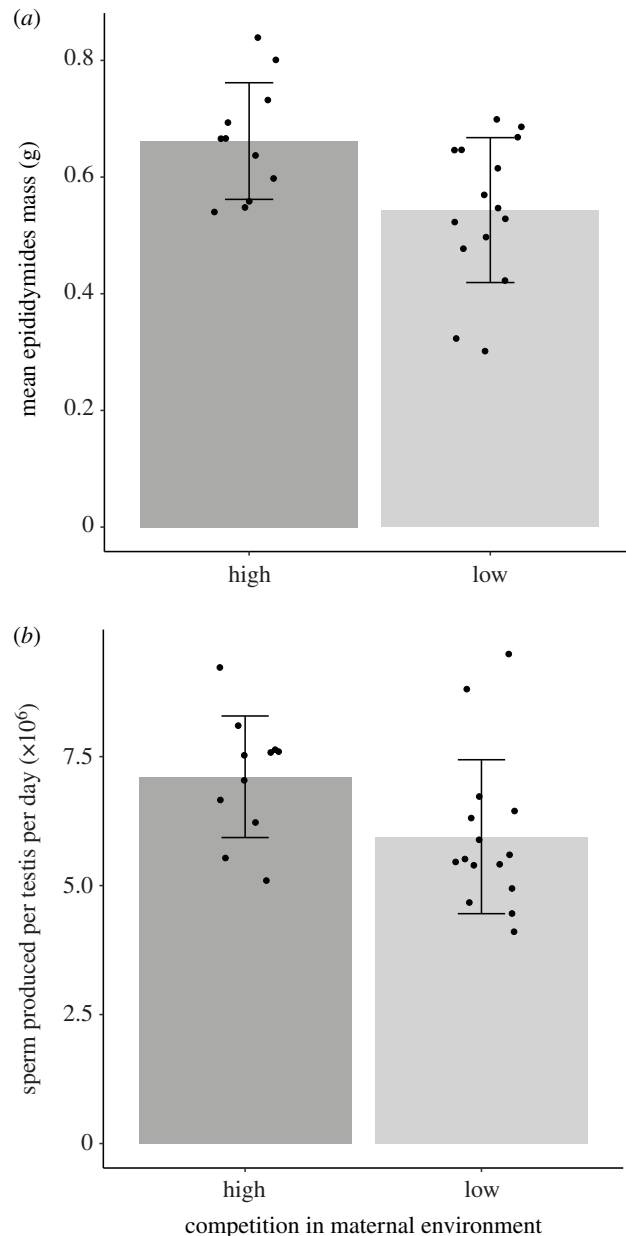 (a)
mean epididymides mass (g)
0.8
0.6
0.4
0.2
0
high low
(b)
sperm produced per testis per day (×10⁶)
7.5
5.0
2.5
0
high low
competition in maternal environment